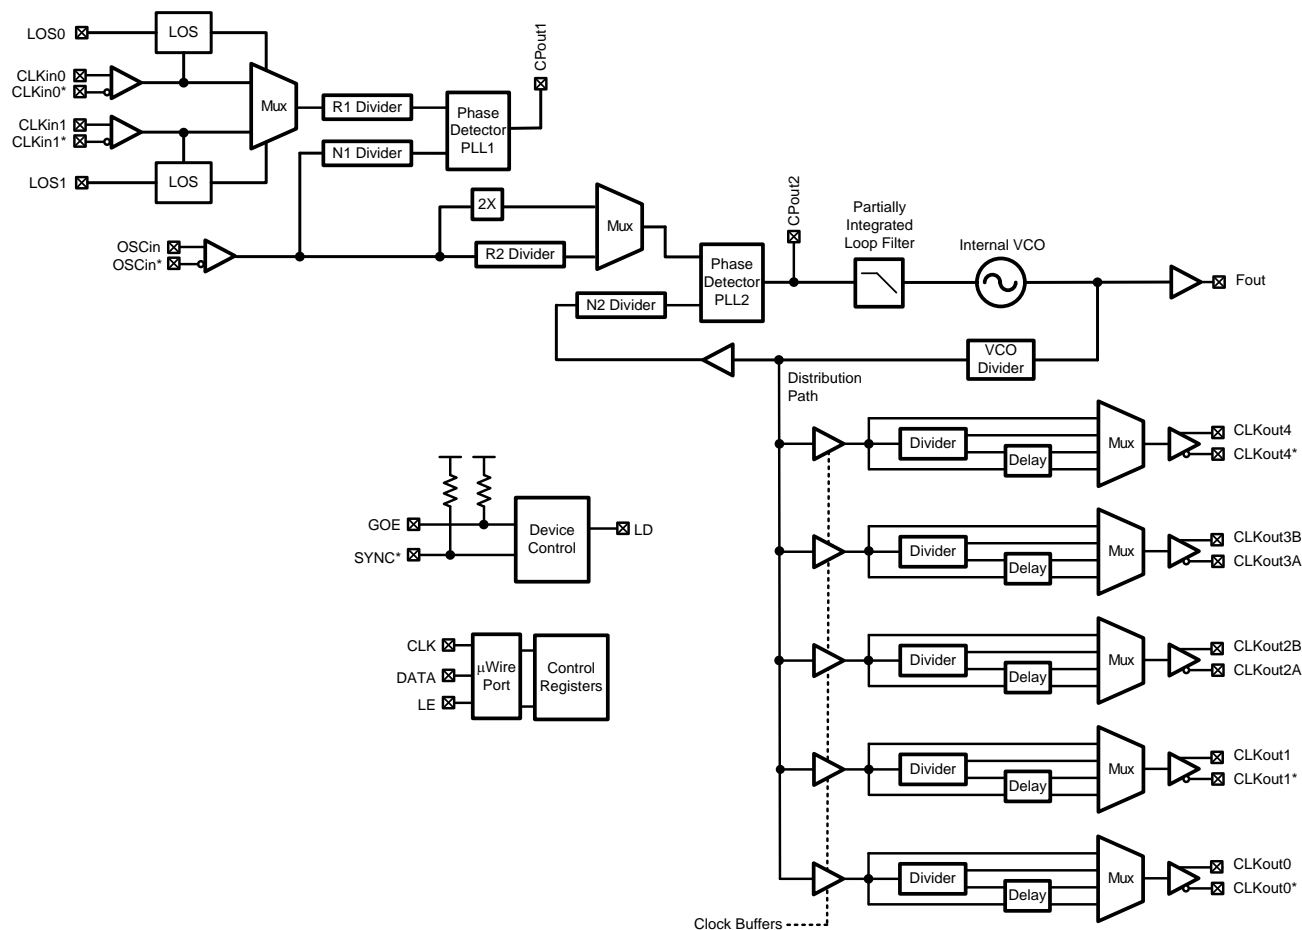 LOS0
LOS
CPout1
CLKin0
CLKin0*
Mux
R1 Divider
Phase
Detector
PLL1
CLKin1
CLKin1*
N1 Divider
LOS1
LOS
2X
Mux
CPout2
Partially
Integrated
Loop Filter
Internal VCO
OSCin
OSCin*
R2 Divider
Phase
Detector
PLL2
Fout
N2 Divider
VCO
Divider
Distribution
Path
Divider
Delay
Mux
CLKout4
CLKout4*
GOE
SYNC*
Device
Control
LD
Divider
Delay
Mux
CLKout3B
CLKout3A
CLK
DATA
LE
µWire
Port
Control
Registers
Divider
Delay
Mux
CLKout2B
CLKout2A
Divider
Delay
Mux
CLKout1
CLKout1*
Divider
Delay
Mux
CLKout0
CLKout0*
Clock Buffers